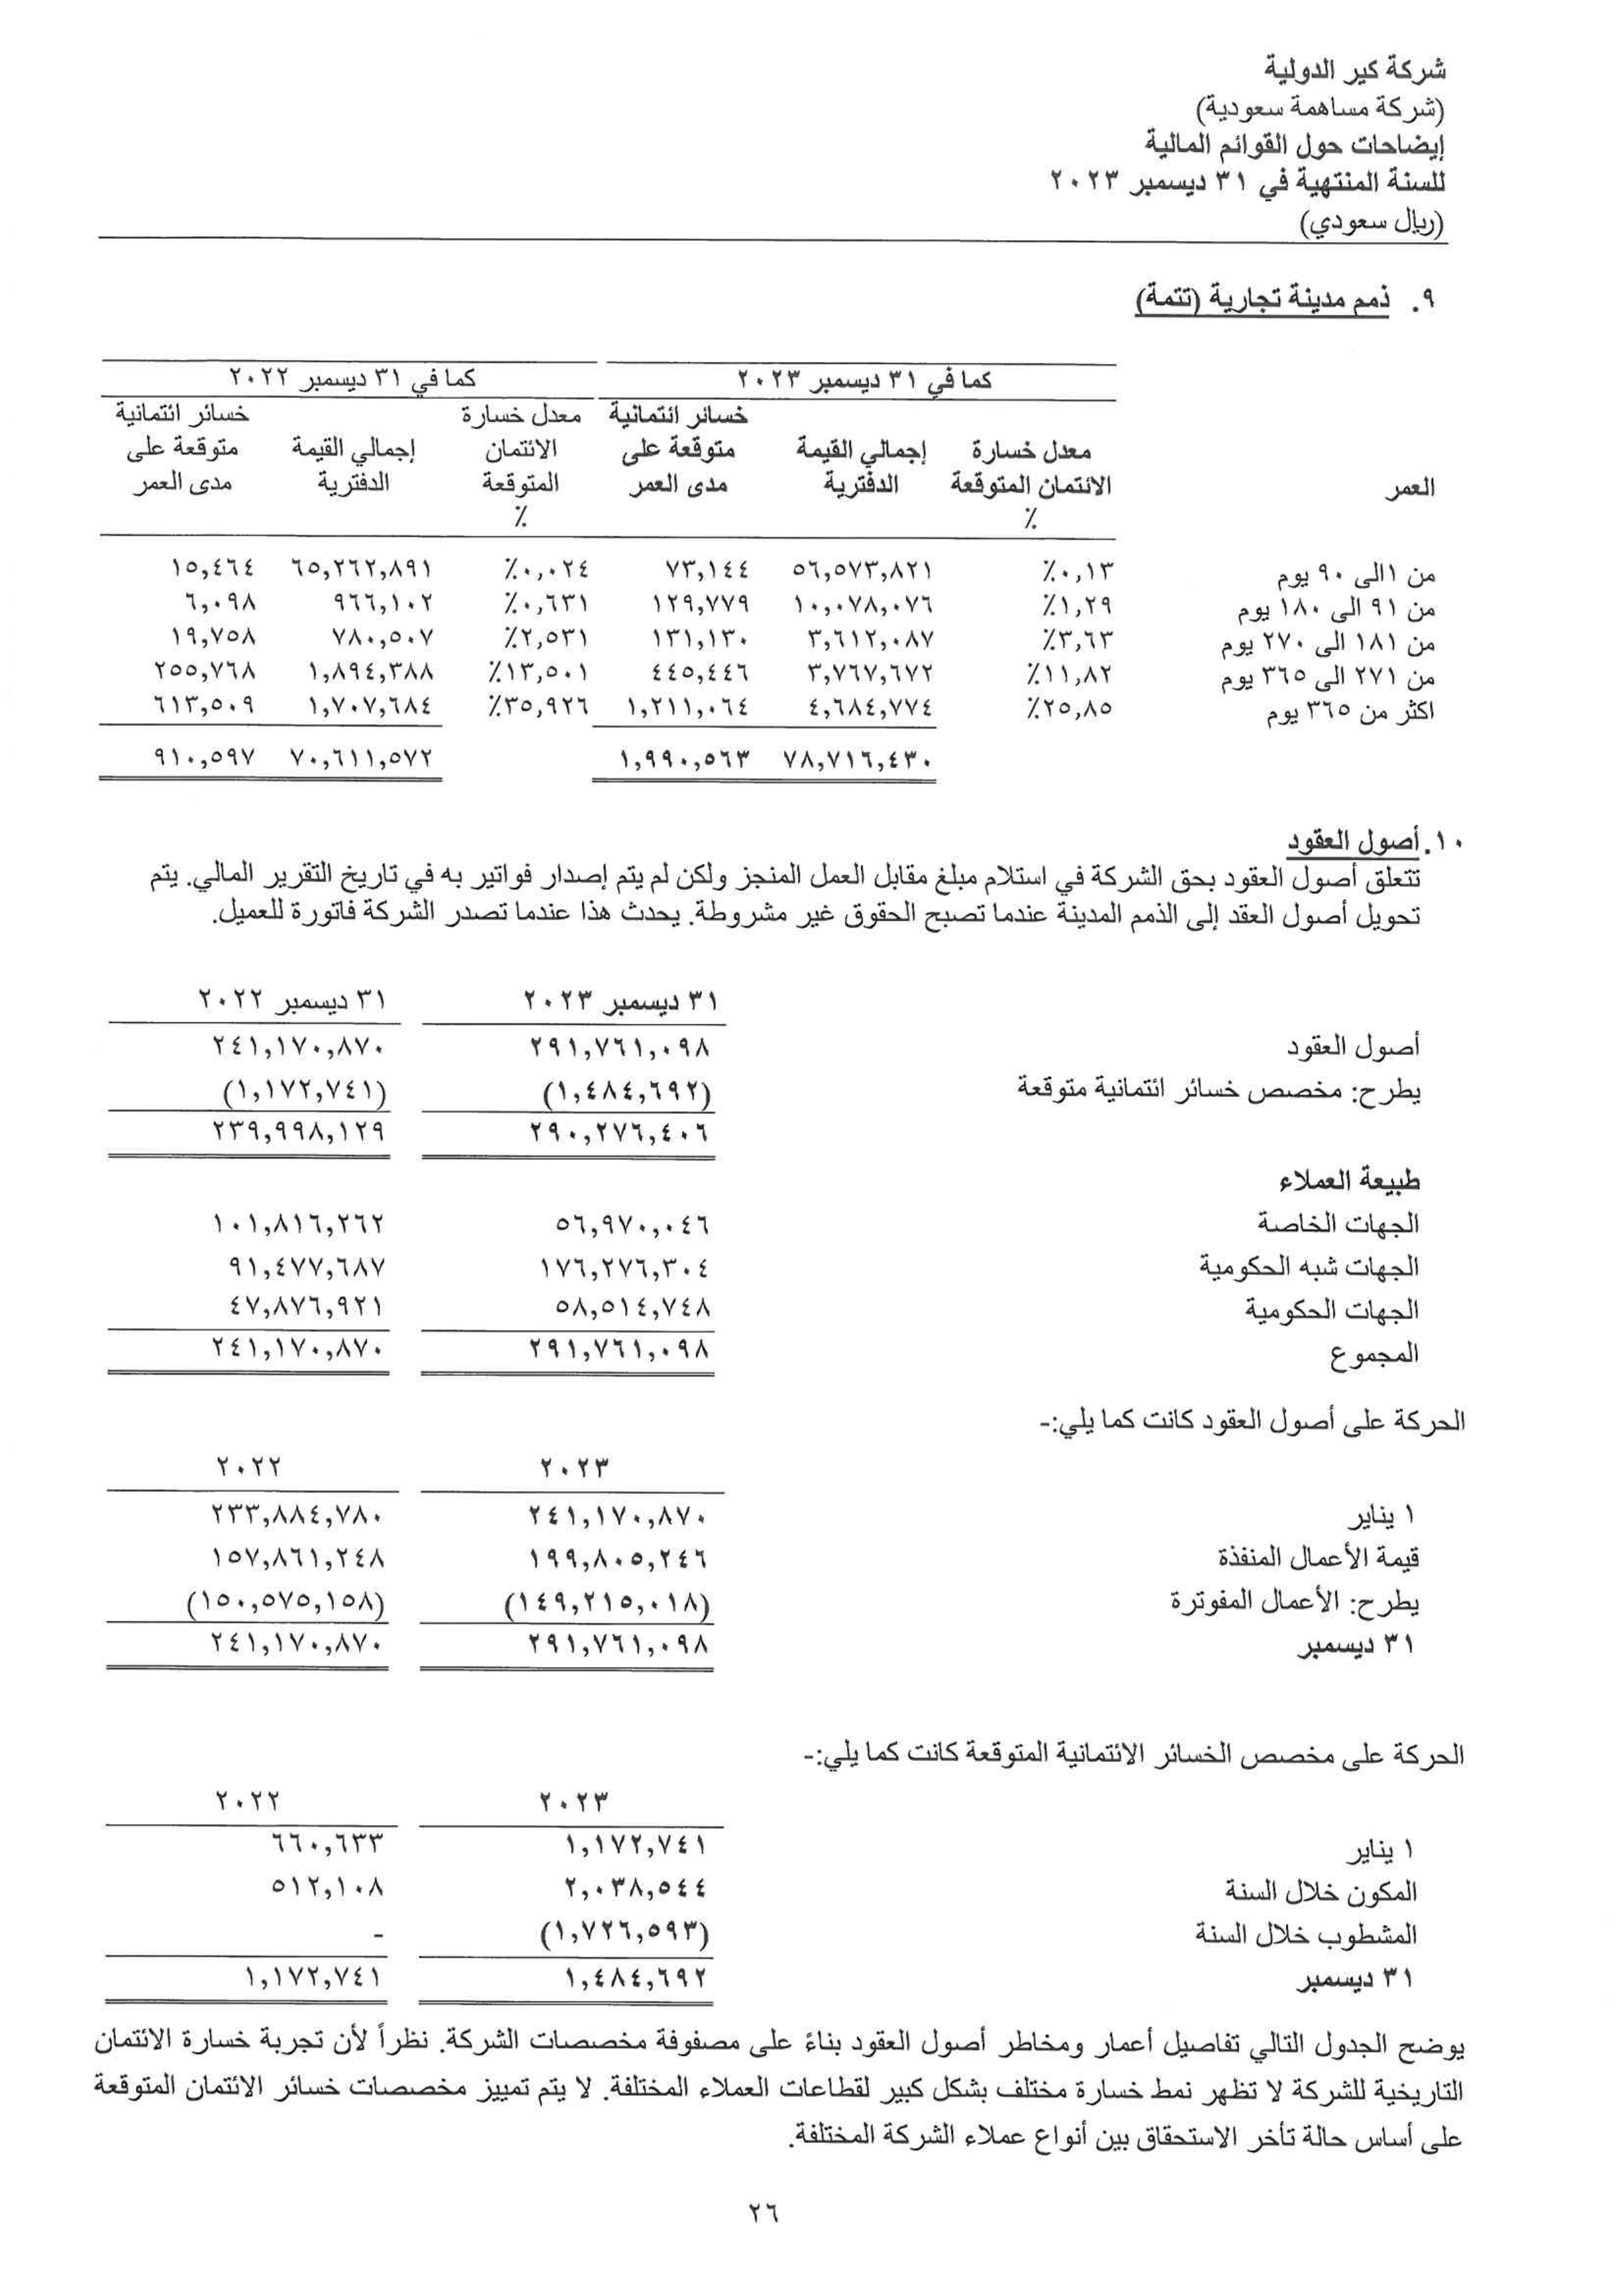 شركة كير الدولية
(شركة مساهمة سعودية)
إيضاحات حول القوائم المالية
للسنة المنتهية في ٣١ ديسمبر ٢٠٢٣
(ريال سعودي)
٩. ذمم مدينة تجارية (تتمة)
كما في ٣١ ديسمبر ٢٠٢٣ كما في ٣١ ديسمبر ٢٠٢٢
خسائر ائتمانية معدل خسارة خسائر ائتمانية
معدل خسارة إجمالي القيمة متوقعة على الائتمان إجمالي القيمة متوقعة على
العمر الائتمان المتوقعة الدفترية مدى العمر المتوقعة الدفترية مدى العمر
٪ ٪
من ١الى ٩٠ يوم ٠,١٣٪ ٥٦,٥٧٣,٨٢١ ٧٣,١٤٤ ٠,٠٢٤٪ ٦٥,٢٦٢,٨٩١ ١٥,٤٦٤
من ٩١ الى ١٨٠ يوم ١,٢٩٪ ١٠,٠٧٨,٠٧٦ ١٢٩,٧٧٩ ٠,٦٣١٪ ٩٦٦,١٠٢ ٦,٠٩٨
من ١٨١ الى ٢٧٠ يوم ٣,٦٣٪ ٣,٦١٢,٠٨٧ ١٣١,١٣٠ ٢,٥٣١٪ ٧٨٠,٥٠٧ ١٩,٧٥٨
من ٢٧١ الى ٣٦٥ يوم ١١,٨٢٪ ٣,٧٦٧,٦٧٢ ٤٤٥,٤٤٦ ١٣,٥٠١٪ ١,٨٩٤,٣٨٨ ٢٥٥,٧٦٨
اكثر من ٣٦٥ يوم ٢٥,٨٥٪ ٤,٦٨٤,٧٧٤ ١,٢١١,٠٦٤ ٣٥,٩٢٦٪ ١,٧٠٧,٦٨٤ ٦١٣,٥٠٩
٧٨,٧١٦,٤٣٠ ١,٩٩٠,٥٦٣ ٧٠,٦١١,٥٧٢ ٩١٠,٥٩٧
١٠. أصول العقود
تتعلق أصول العقود بحق الشركة في استلام مبلغ مقابل العمل المنجز ولكن لم يتم إصدار فواتير به في تاريخ التقرير المالي. يتم
تحويل أصول العقد إلى الذمم المدينة عندما تصبح الحقوق غير مشروطة. يحدث هذا عندما تصدر الشركة فاتورة للعميل.
٣١ ديسمبر ٢٠٢٣ ٣١ ديسمبر ٢٠٢٢
أصول العقود ٢٩١,٧٦١,٠٩٨ ٢٤١,١٧٠,٨٧٠
يطرح: مخصص خسائر ائتمانية متوقعة (١,٤٨٤,٦٩٢) (١,١٧٢,٧٤١)
٢٩٠,٢٧٦,٤٠٦ ٢٣٩,٩٩٨,١٢٩
طبيعة العملاء
الجهات الخاصة ٥٦,٩٧٠,٠٤٦ ١٠١,٨١٦,٢٦٢
الجهات شبه الحكومية ١٧٦,٢٧٦,٣٠٤ ٩١,٤٧٧,٦٨٧
الجهات الحكومية ٥٨,٥١٤,٧٤٨ ٤٧,٨٧٦,٩٢١
المجموع ٢٩١,٧٦١,٠٩٨ ٢٤١,١٧٠,٨٧٠
الحركة على أصول العقود كانت كما يلي:-
٢٠٢٣ ٢٠٢٢
١ يناير ٢٤١,١٧٠,٨٧٠ ٢٣٣,٨٨٤,٧٨٠
قيمة الأعمال المنفذة ١٩٩,٨٠٥,٢٤٦ ١٥٧,٨٦١,٢٤٨
يطرح: الأعمال المفوترة (١٤٩,٢١٥,٠١٨) (١٥٠,٥٧٥,١٥٨)
٣١ ديسمبر ٢٩١,٧٦١,٠٩٨ ٢٤١,١٧٠,٨٧٠
الحركة على مخصص الخسائر الائتمانية المتوقعة كانت كما يلي:-
٢٠٢٣ ٢٠٢٢
١ يناير ١,١٧٢,٧٤١ ٦٦٠,٦٣٣
المكون خلال السنة ٢,٠٣٨,٥٤٤ ٥١٢,١٠٨
المشطوب خلال السنة (١,٧٢٦,٥٩٣) -
٣١ ديسمبر ١,٤٨٤,٦٩٢ ١,١٧٢,٧٤١
يوضح الجدول التالي تفاصيل أعمار ومخاطر أصول العقود بناءً على مصفوفة مخصصات الشركة. نظراً لأن تجربة خسارة الائتمان
التاريخية للشركة لا تظهر نمط خسارة مختلف بشكل كبير لقطاعات العملاء المختلفة. لا يتم تمييز مخصصات خسائر الائتمان المتوقعة
على أساس حالة تأخر الاستحقاق بين أنواع عملاء الشركة المختلفة.
٢٦